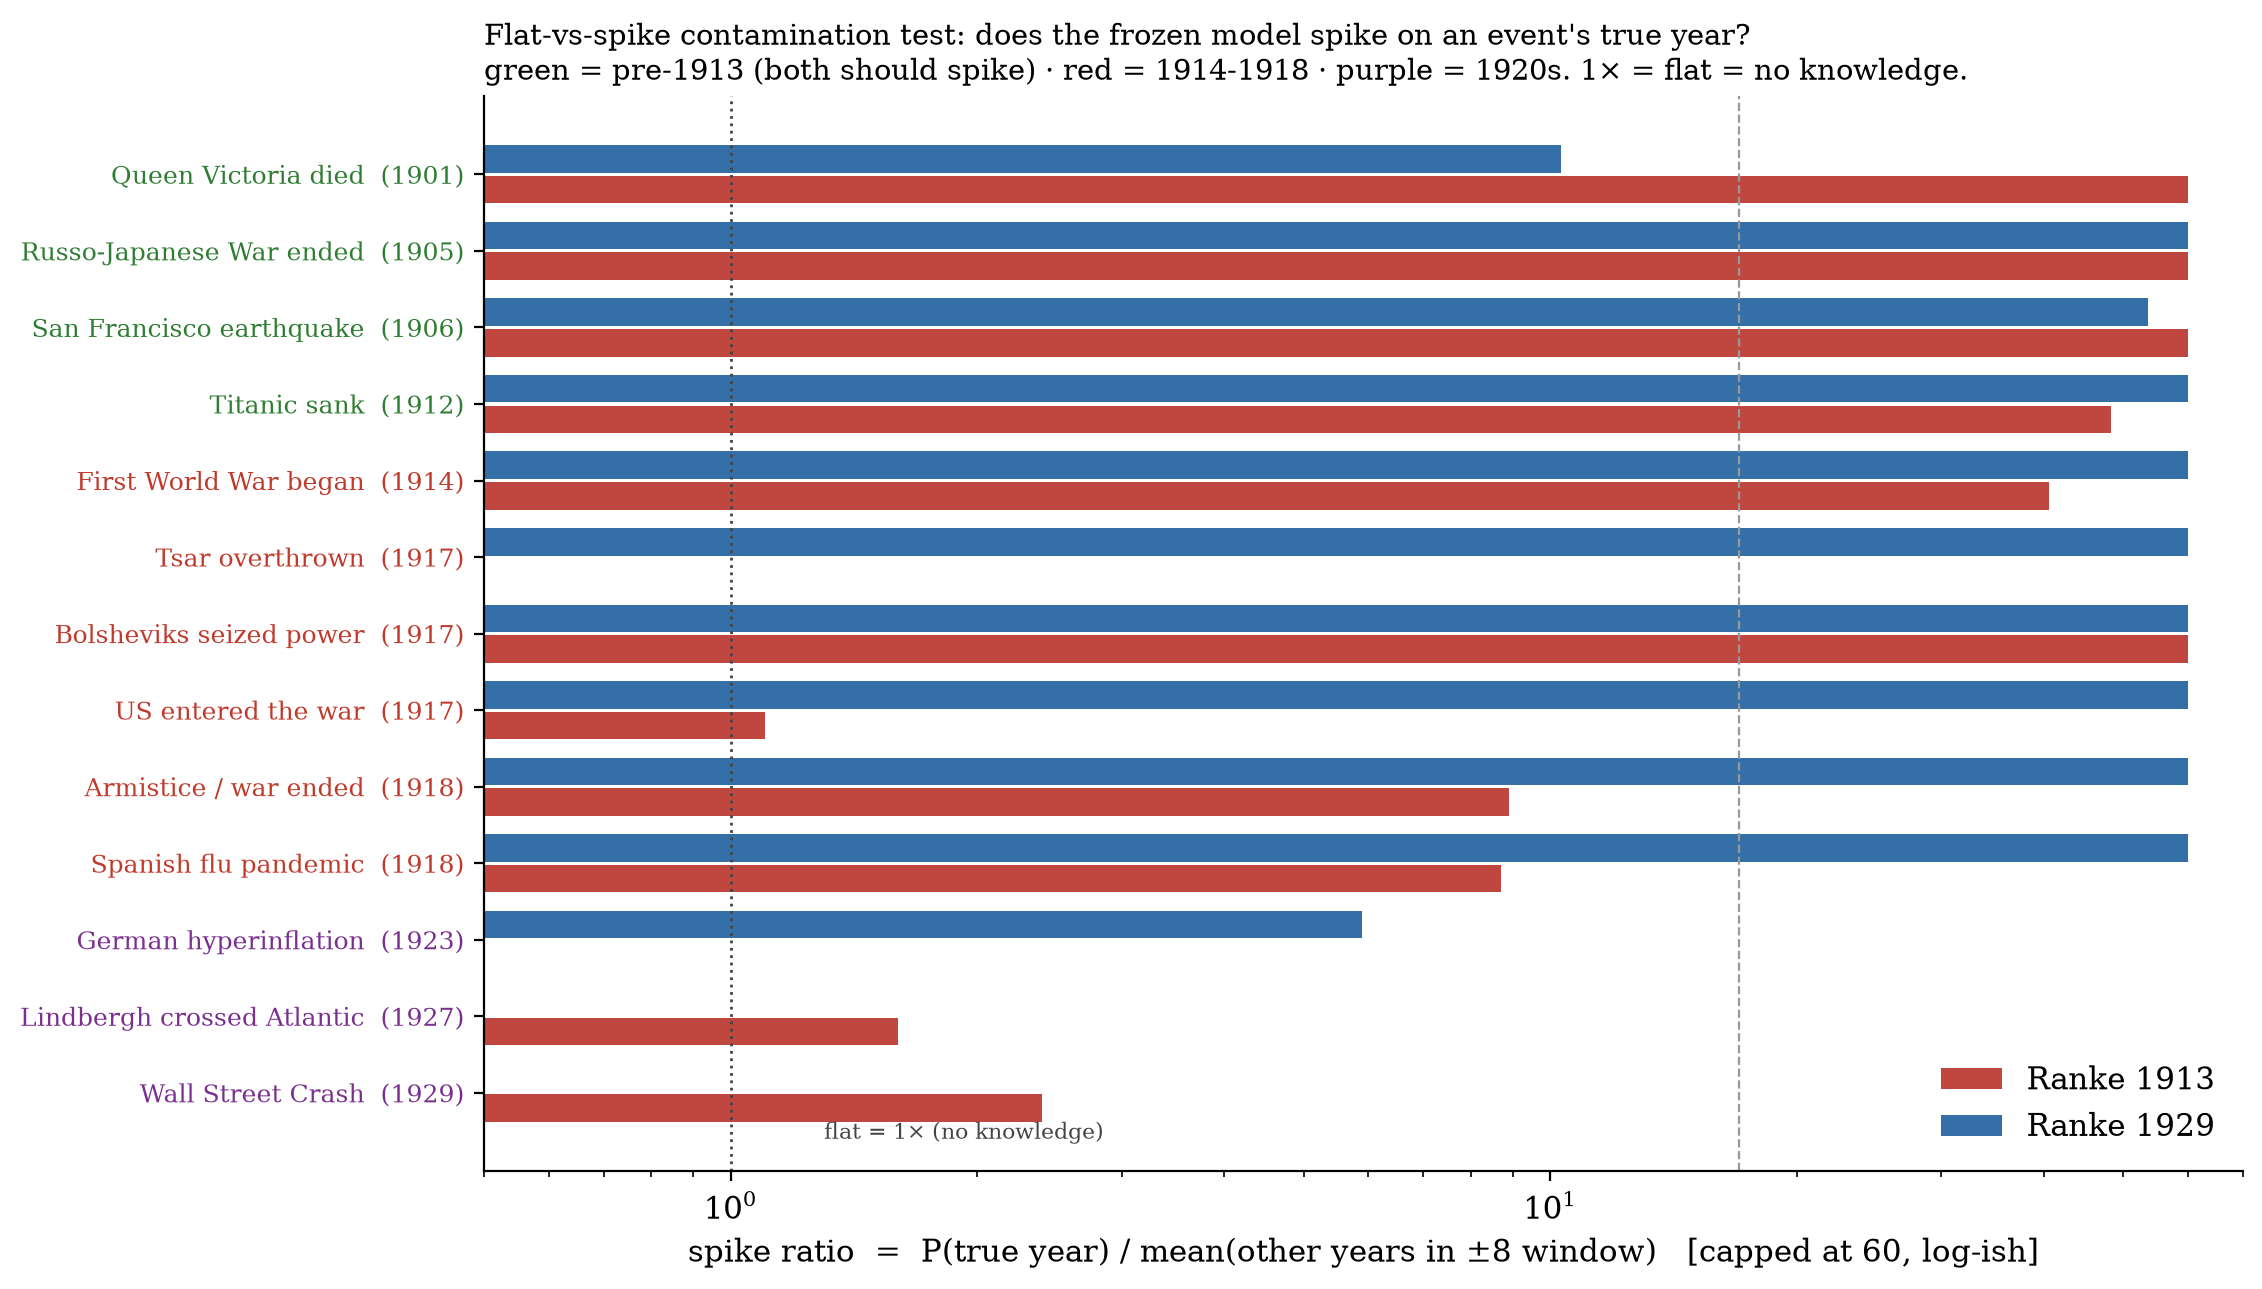 Flat-vs-spike contamination test: does the frozen model spike on an event's true year?
green = pre-1913 (both should spike) · red = 1914-1918 · purple = 1920s. 1× = flat = no knowledge.
Queen Victoria died (1901)
Russo-Japanese War ended (1905)
San Francisco earthquake (1906)
Titanic sank (1912)
First World War began (1914)
Tsar overthrown (1917)
Bolsheviks seized power (1917)
US entered the war (1917)
Armistice / war ended (1918)
Spanish flu pandemic (1918)
German hyperinflation (1923)
Lindbergh crossed Atlantic (1927)
Wall Street Crash (1929)
flat = 1× (no knowledge)
Ranke 1913
Ranke 1929
10⁰ 10¹
spike ratio = P(true year) / mean(other years in ±8 window) [capped at 60, log-ish]